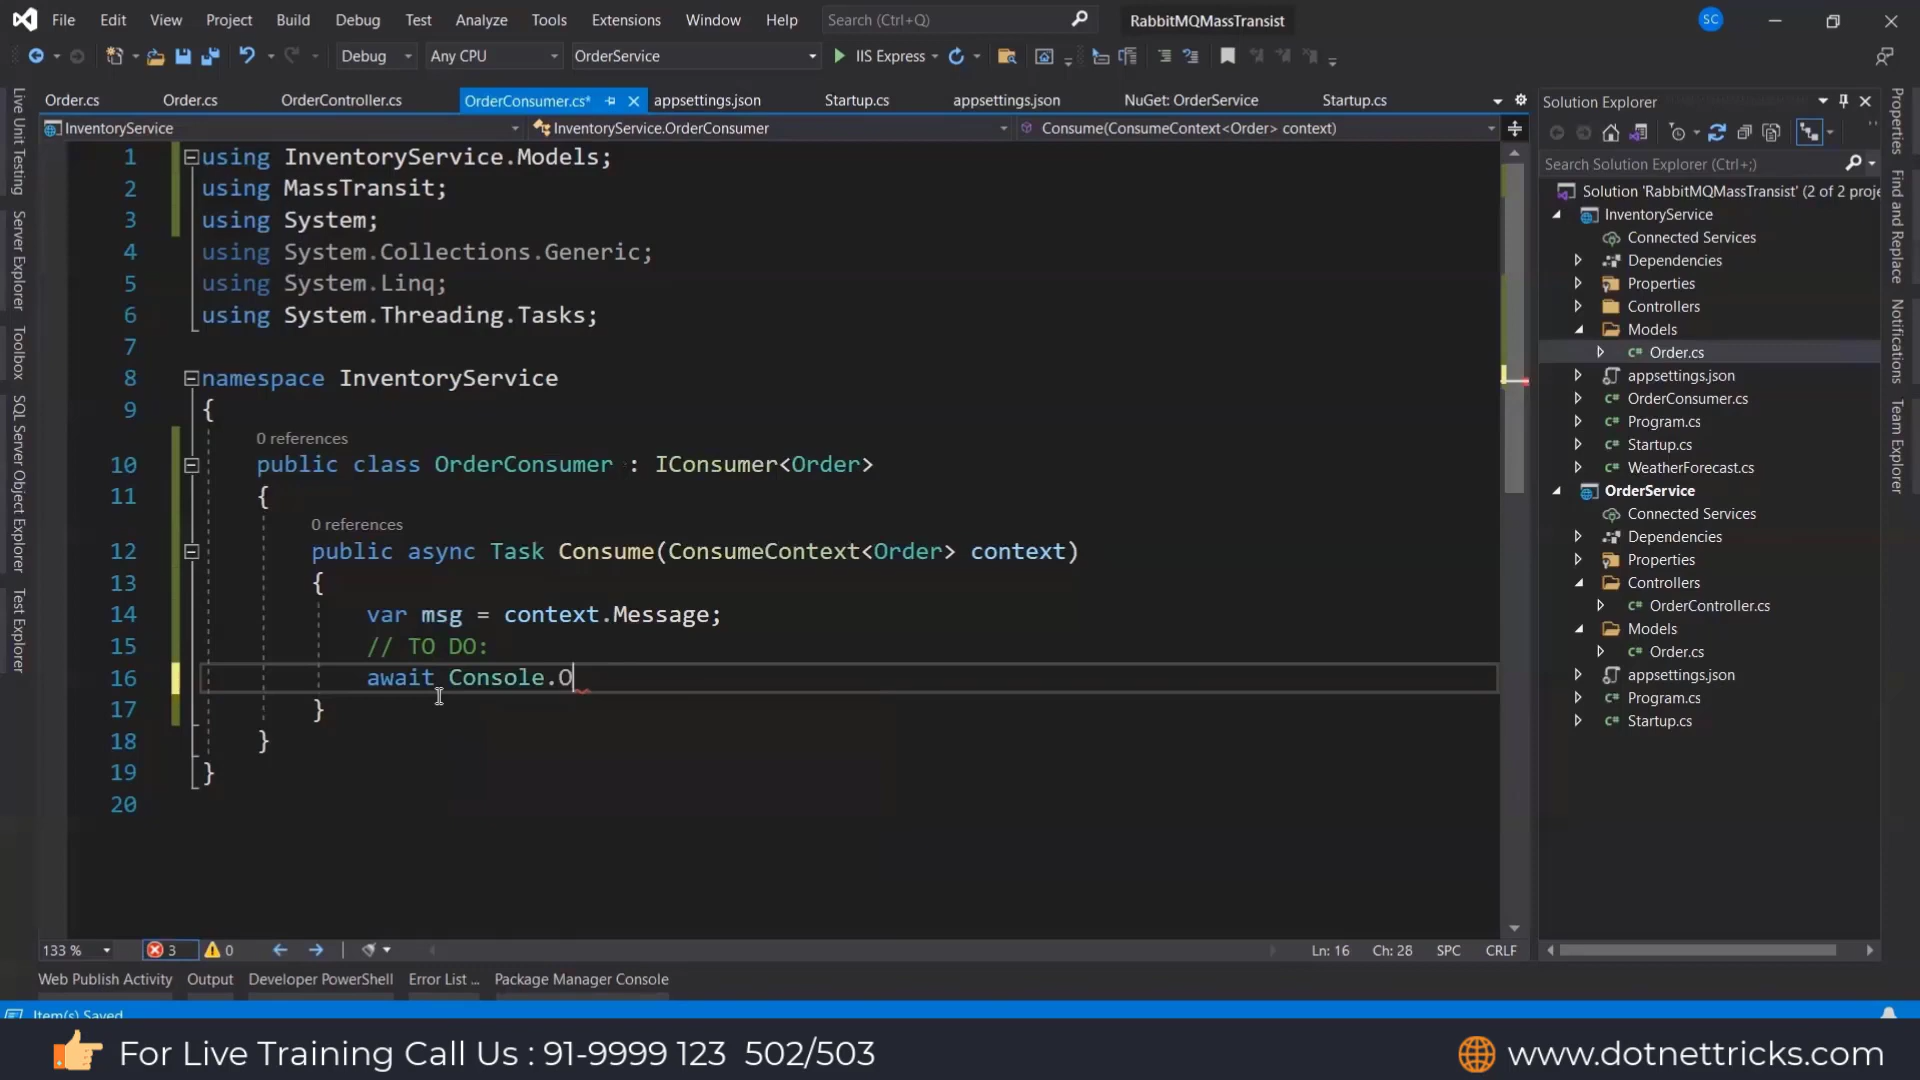 File Edit View Project Build Debug Test Analyze Tools Extensions Window Help Search (Ctrl+Q) RabbitMQMassTransist SC
Debug Any CPU OrderService IIS Express
Order.cs Order.cs OrderController.cs OrderConsumer.cs* appsettings.json Startup.cs appsettings.json NuGet: OrderService Startup.cs
InventoryService InventoryService.OrderConsumer Consume(ConsumeContext<Order> context)
Live Unit Testing
Server Explorer
Toolbox
SQL Server Object Explorer
Test Explorer
1 using InventoryService.Models;
2 using MassTransit;
3 using System;
4 using System.Collections.Generic;
5 using System.Linq;
6 using System.Threading.Tasks;
7
8 namespace InventoryService
9 {
0 references
10 public class OrderConsumer : IConsumer<Order>
11 {
0 references
12 public async Task Consume(ConsumeContext<Order> context)
13 {
14 var msg = context.Message;
15 // TO DO:
16 await Console.O
17 }
18 }
19 }
20
133 % 3 0 Ln: 16 Ch: 28 SPC CRLF
Web Publish Activity Output Developer PowerShell Error List ... Package Manager Console
Item(s) Saved
Solution Explorer
Search Solution Explorer (Ctrl+;)
Solution 'RabbitMQMassTransist' (2 of 2 proje
InventoryService
Connected Services
Dependencies
Properties
Controllers
Models
C# Order.cs
appsettings.json
C# OrderConsumer.cs
C# Program.cs
C# Startup.cs
C# WeatherForecast.cs
OrderService
Connected Services
Dependencies
Properties
Controllers
C# OrderController.cs
Models
C# Order.cs
appsettings.json
C# Program.cs
C# Startup.cs
Properties
Find and Replace
Notifications
Team Explorer
For Live Training Call Us : 91-9999 123 502/503
www.dotnettricks.com